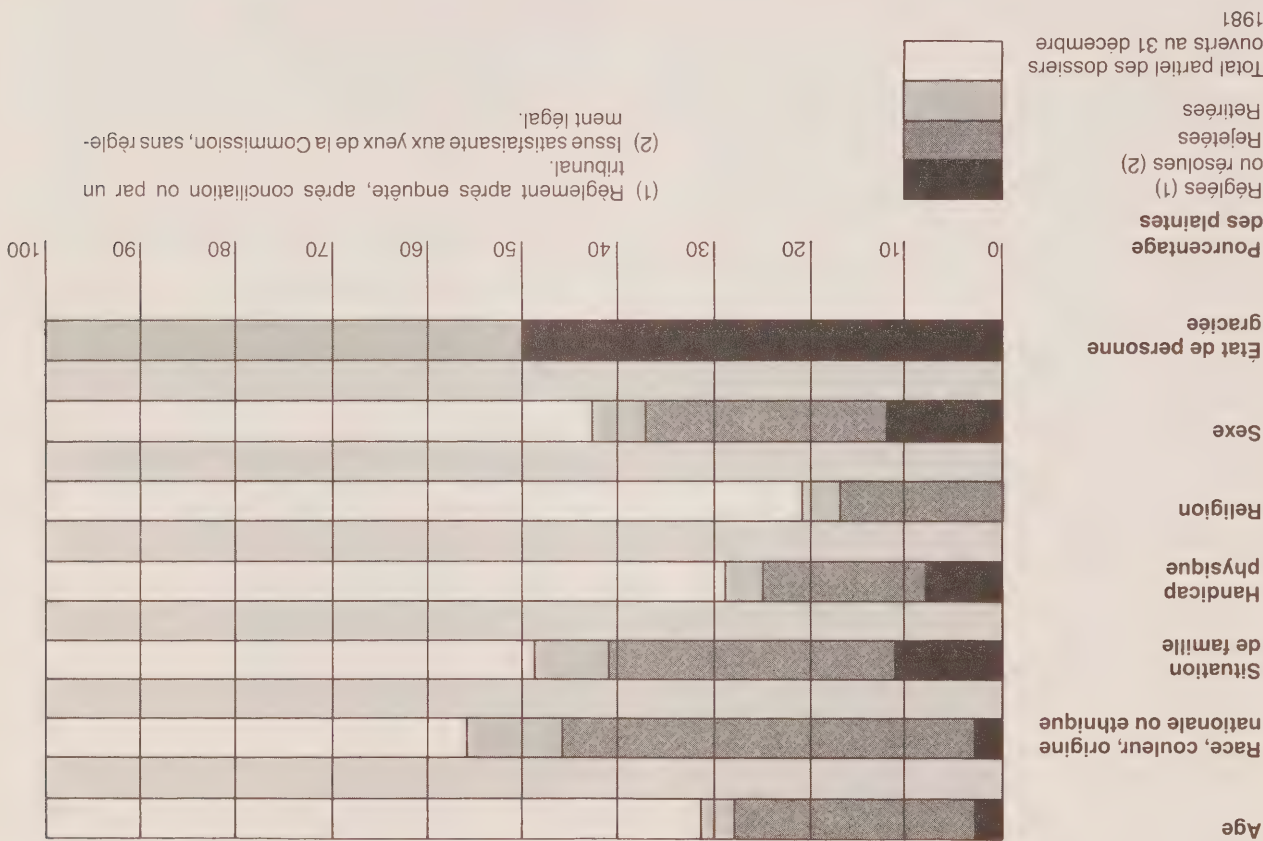 Age
Race, couleur, origine
nationale ou ethnique
Situation
de famille
Handicap
physique
Religion
Sexe
État de personne
graciée
Pourcentage
des plaintes
0 10 20 30 40 50 60 70 80 90 100
Réglées (1)
ou résolues (2)
Rejetées
Retirées
Total partiel des dossiers
ouverts au 31 décembre
1981
(1) Règlement après enquête, après conciliation ou par un
tribunal.
(2) Issue satisfaisante aux yeux de la Commission, sans règle-
ment légal.